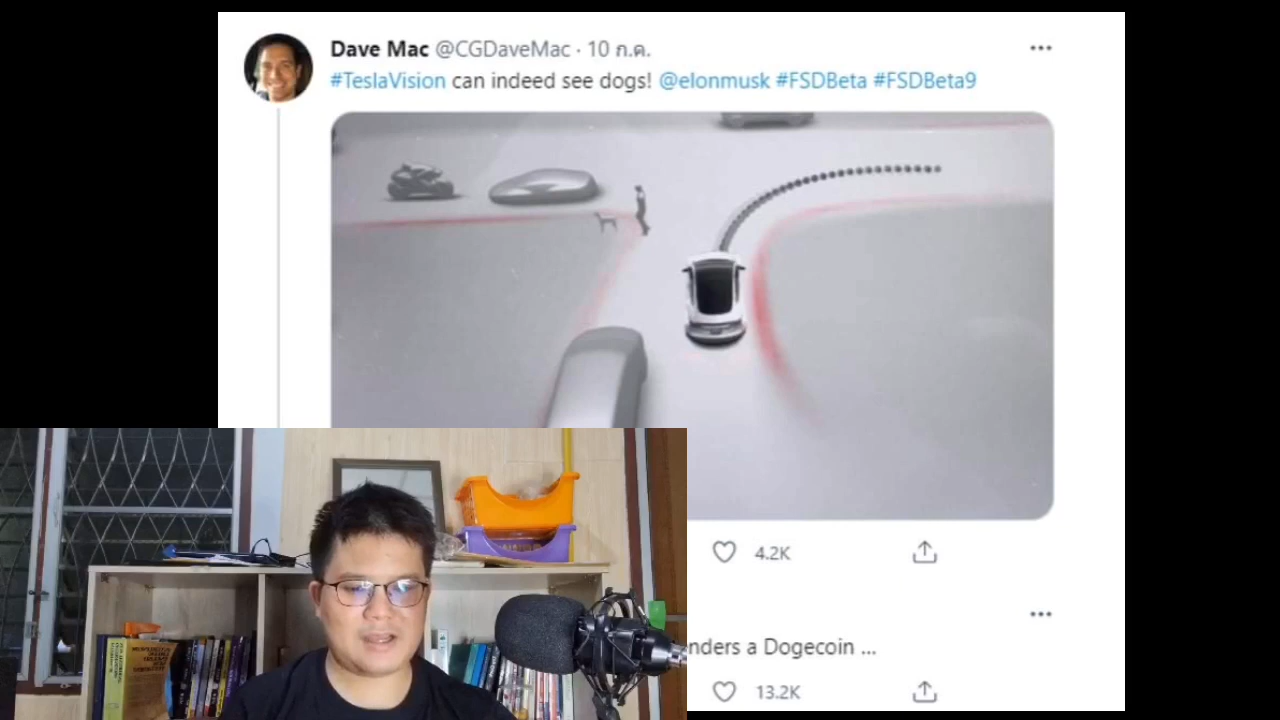 Dave Mac @CGDaveMac · 10 ก.ค.
#TeslaVision can indeed see dogs! @elonmusk #FSDBeta #FSDBeta9
4.2K
enders a Dogecoin ...
13.2K